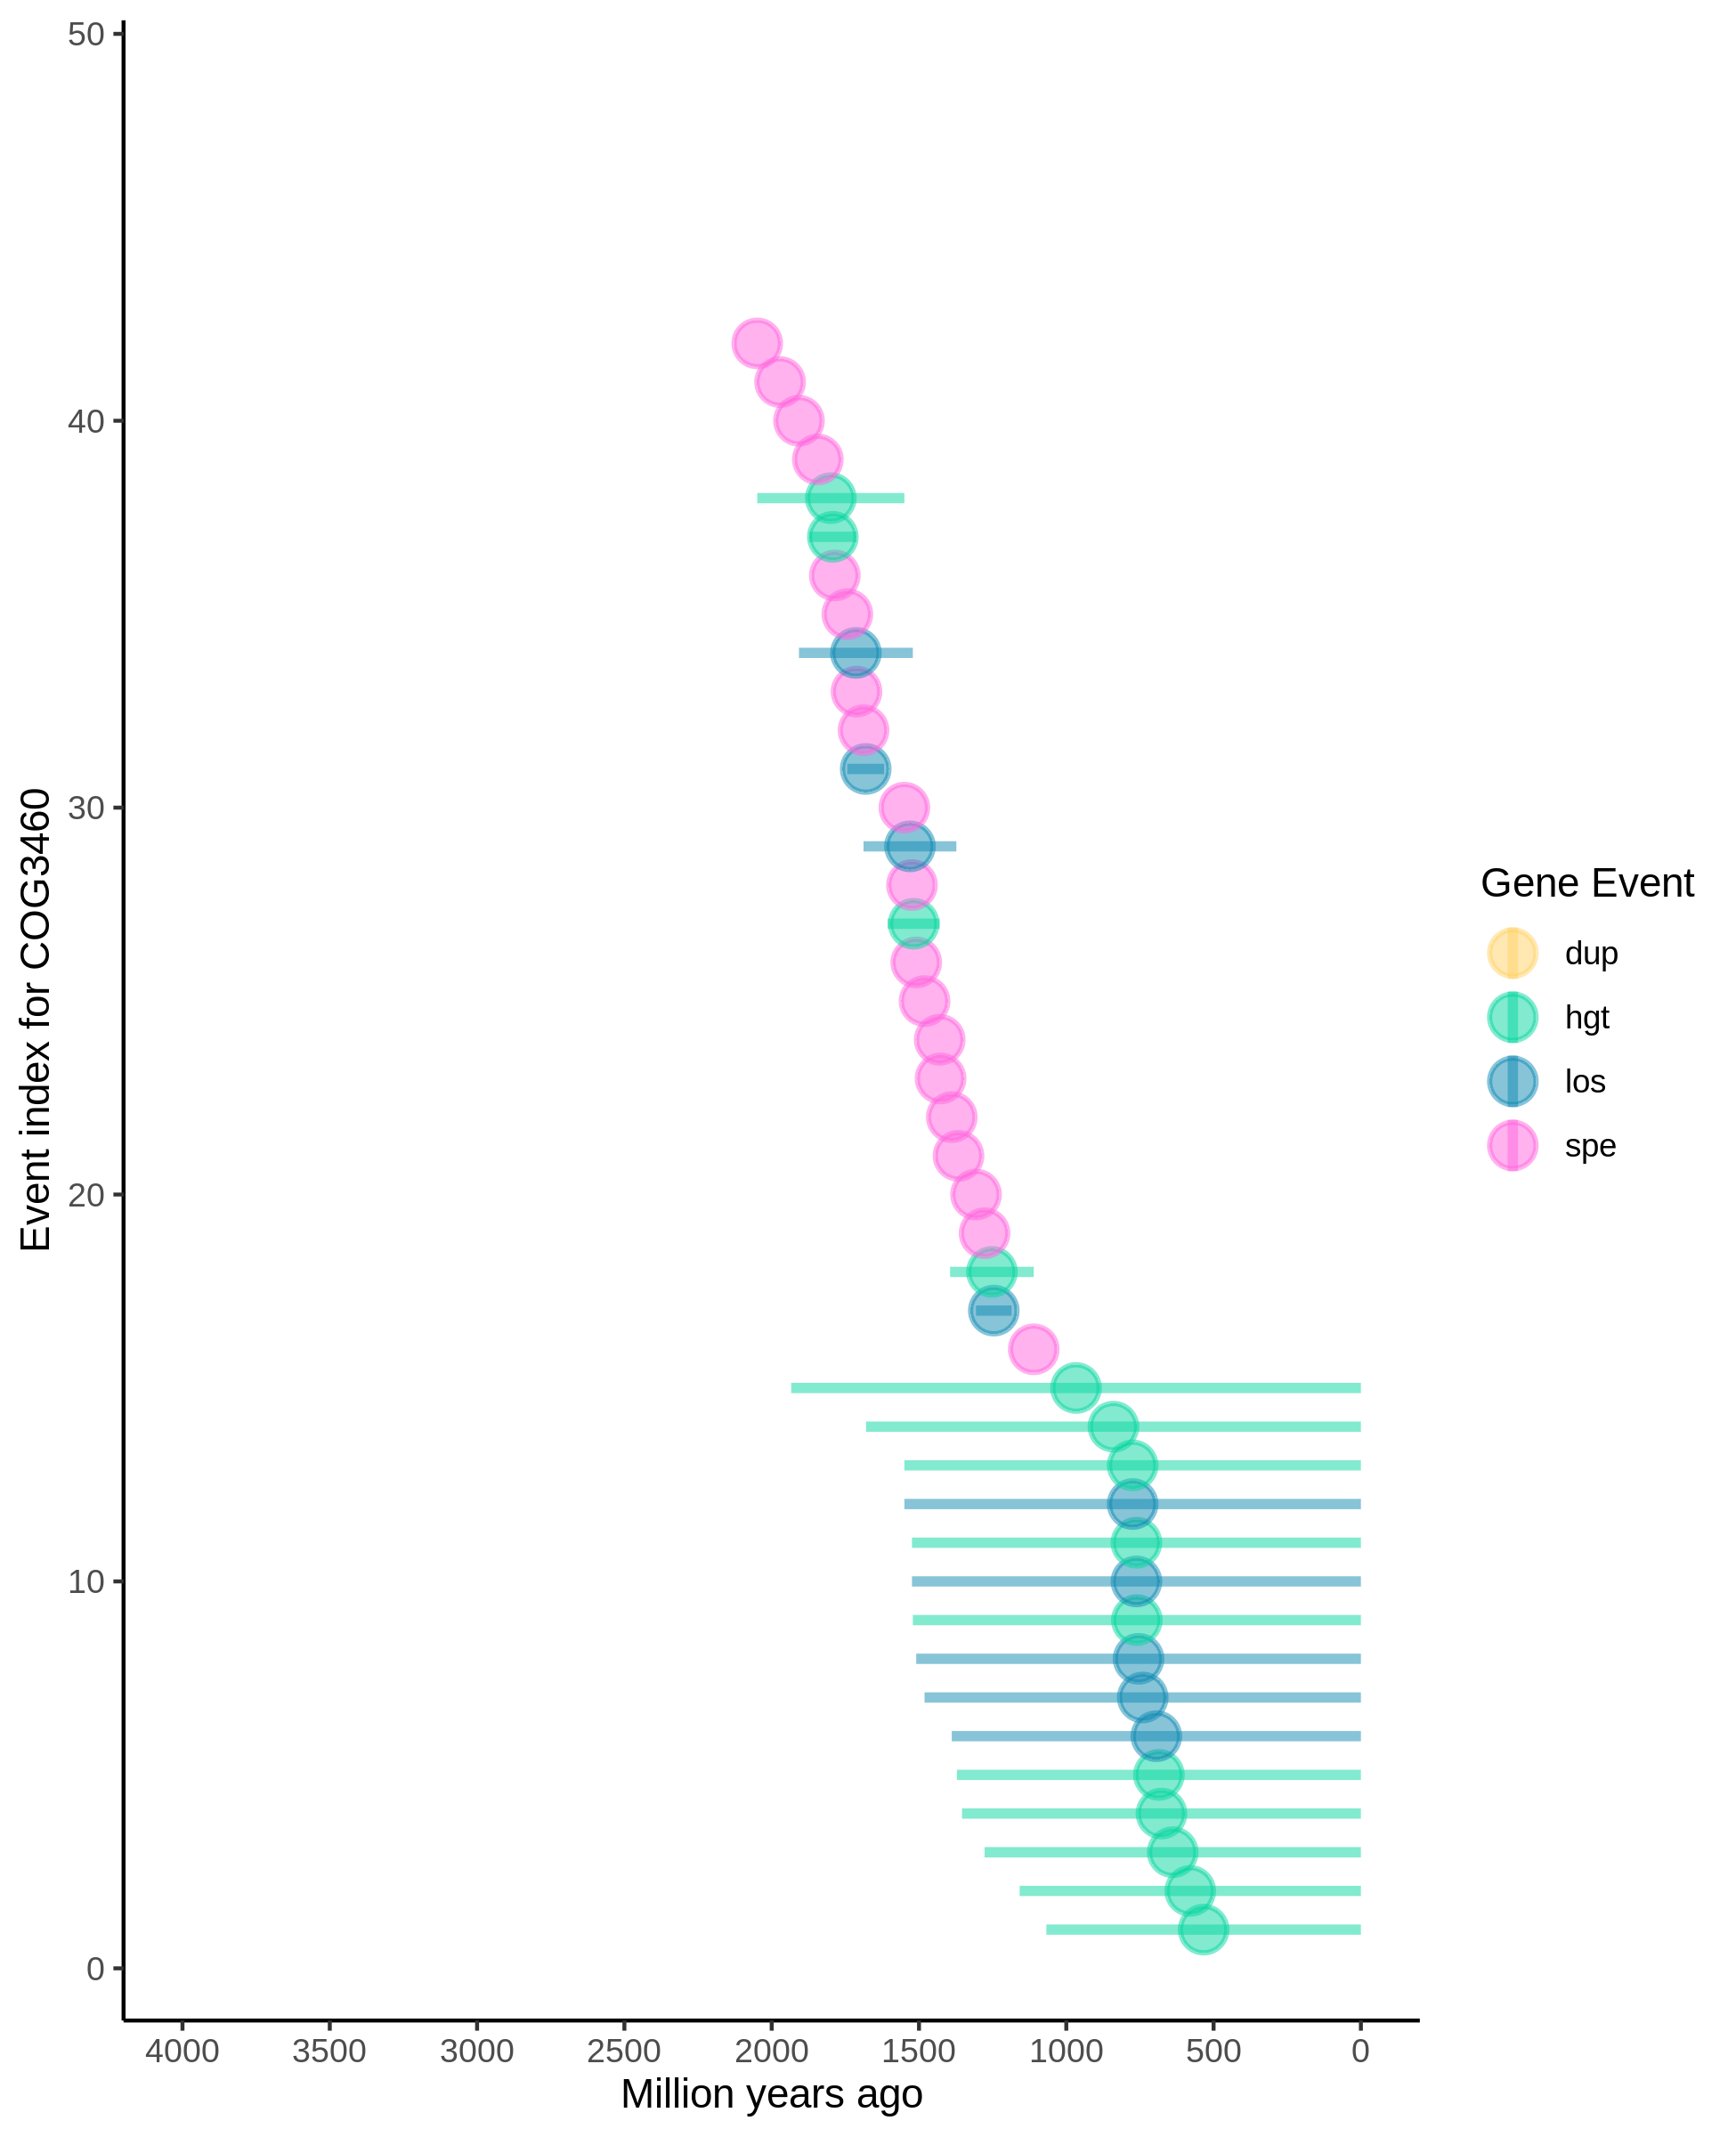 50
40
30
20
10
0
Event index for COG3460
4000 3500 3000 2500 2000 1500 1000 500 0
Million years ago
Gene Event
dup
hgt
los
spe